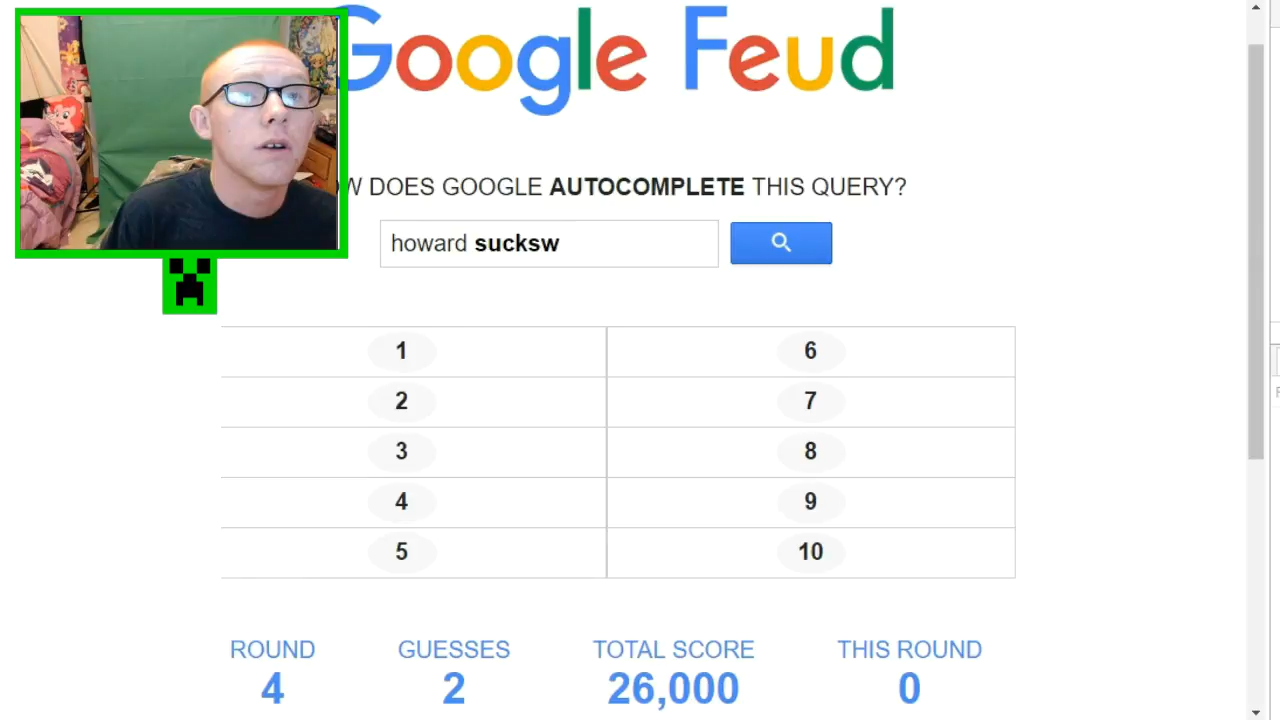 Google Feud
W DOES GOOGLE AUTOCOMPLETE THIS QUERY?
howard sucksw
1 6
2 7
3 8
4 9
5 10
ROUND GUESSES TOTAL SCORE THIS ROUND
4 2 26,000 0